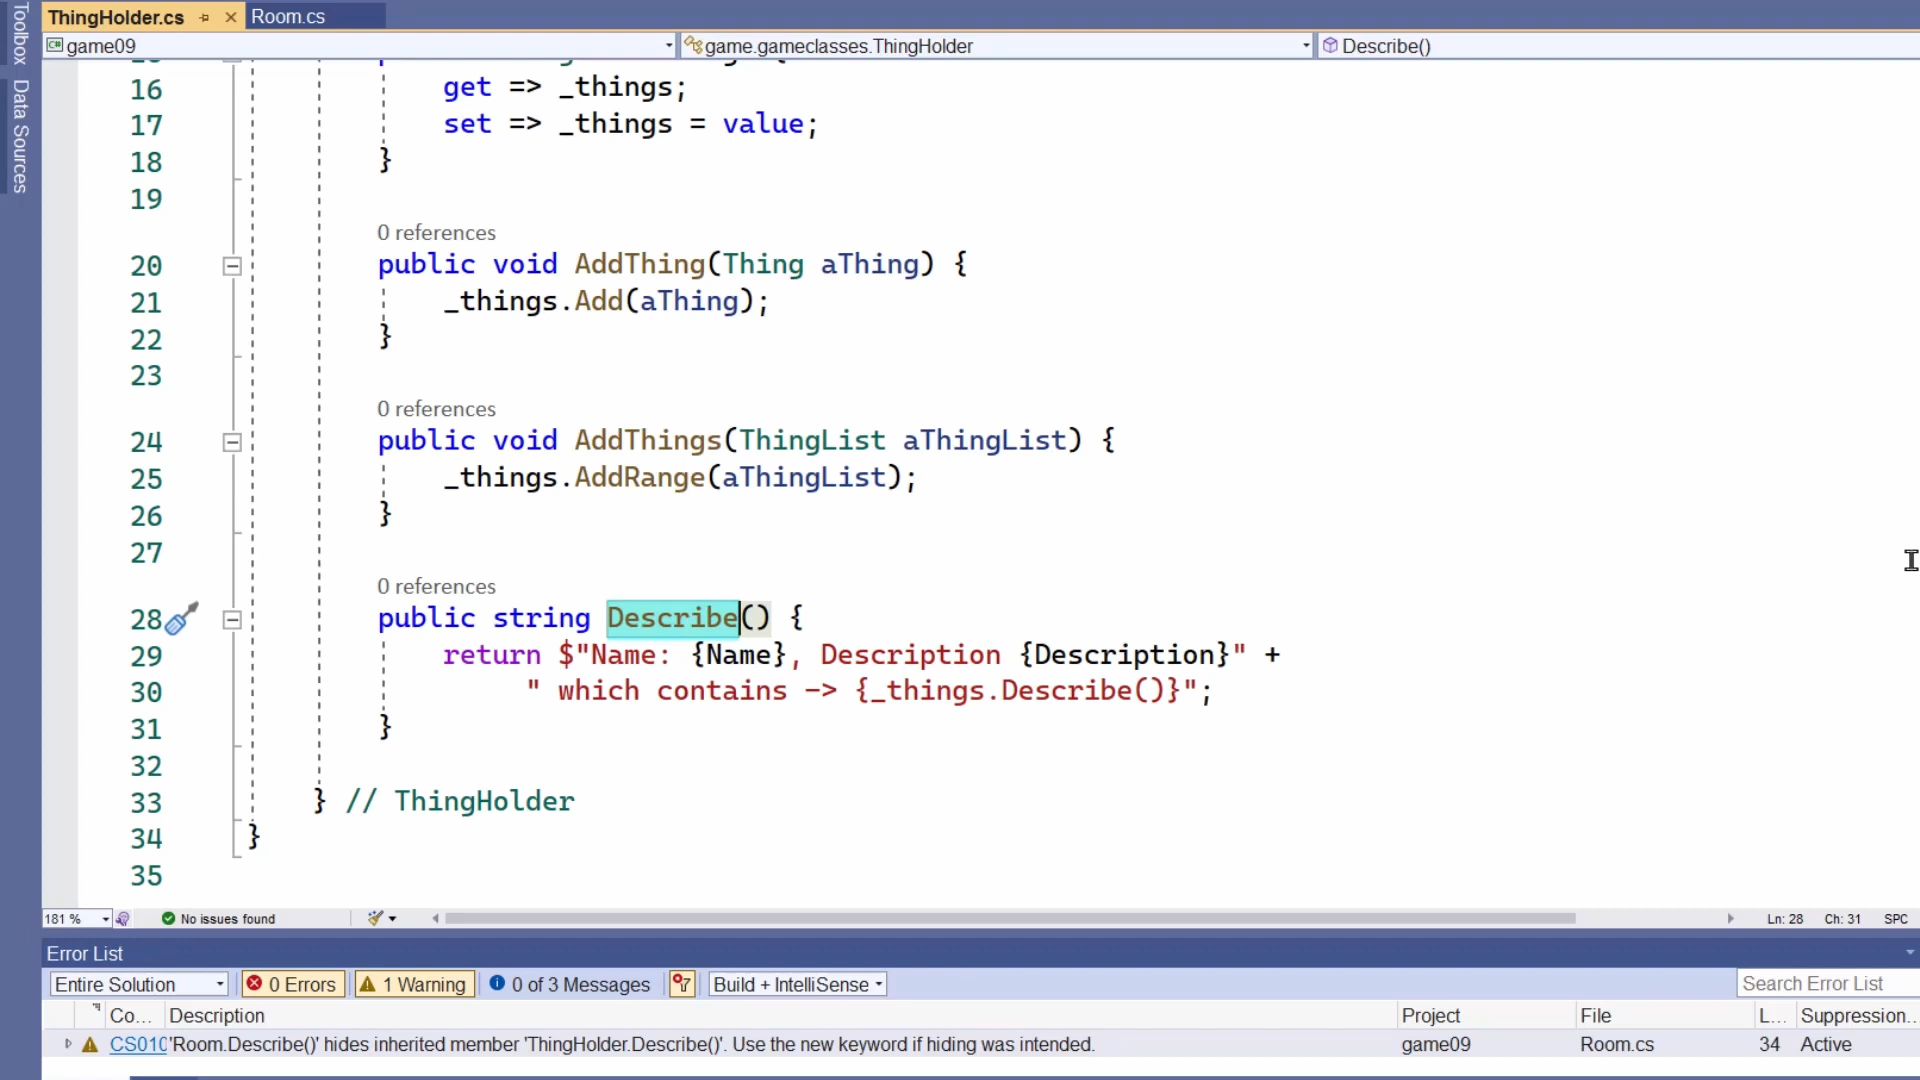 Toolbox
Data Sources
ThingHolder.cs
Room.cs
game09
game.gameclasses.ThingHolder
Describe()
16 get => _things;
17 set => _things = value;
18 }
19
0 references
20 public void AddThing(Thing aThing) {
21 _things.Add(aThing);
22 }
23
0 references
24 public void AddThings(ThingList aThingList) {
25 _things.AddRange(aThingList);
26 }
27
0 references
28 public string Describe() {
29 return $"Name: {Name}, Description {Description}" +
30 " which contains -> {_things.Describe()}";
31 }
32
33 } // ThingHolder
34 }
35
181 % No issues found Ln: 28 Ch: 31 SPC
Error List
Entire Solution 0 Errors 1 Warning 0 of 3 Messages Build + IntelliSense Search Error List
Co... Description Project File L... Suppression...
CS010 'Room.Describe()' hides inherited member 'ThingHolder.Describe()'. Use the new keyword if hiding was intended. game09 Room.cs 34 Active